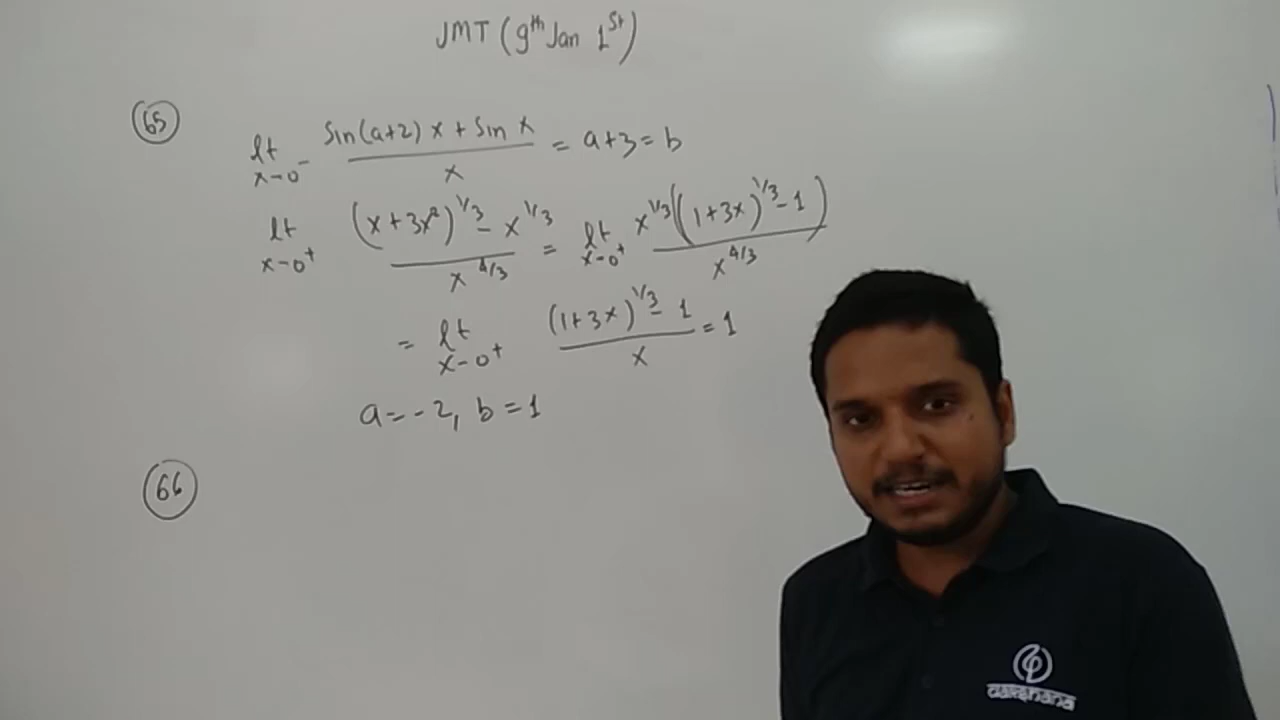 JMT (9th Jan 1st)
65
lt x→0⁻ (sin(a+2)x + sin x)/x = a+3 = b
lt x→0⁺ ((x+3x²)^1/3 - x^1/3)/x^4/3 = lt x→0⁺ x^1/3((1+3x)^1/3 - 1)/x^4/3
= lt x→0⁺ ((1+3x)^1/3 - 1)/x = 1
a = -2, b = 1
66
dakshana